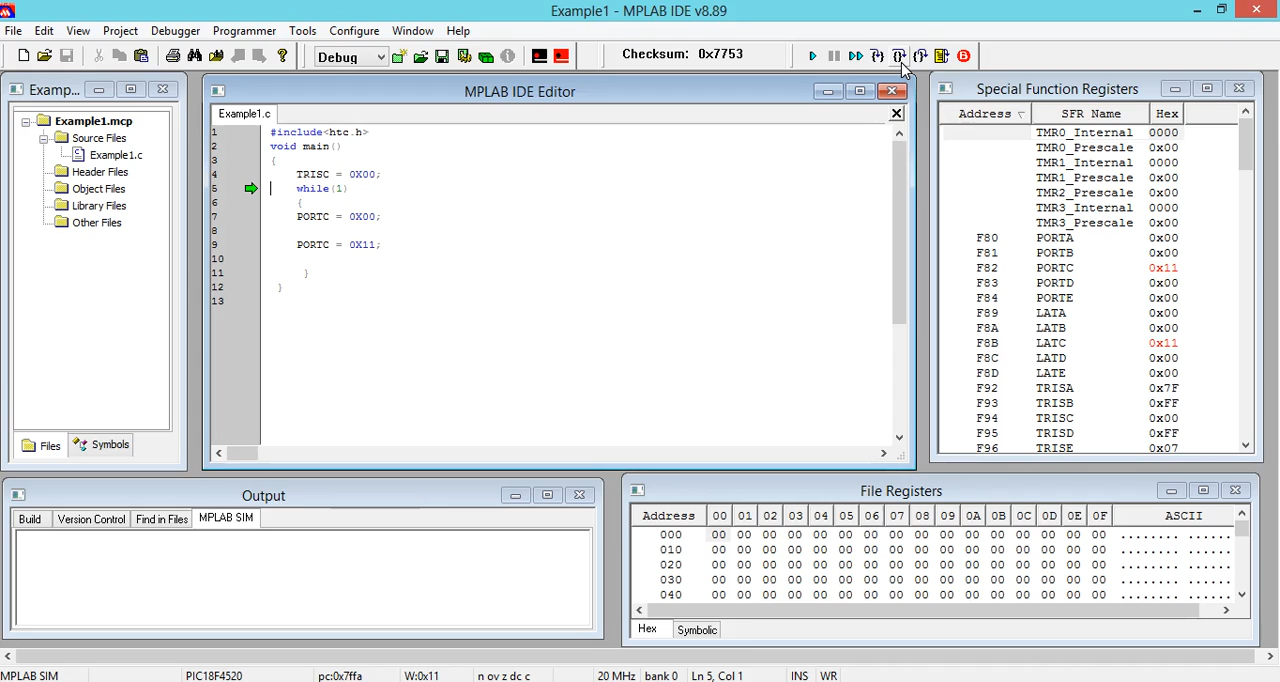 Example1 - MPLAB IDE v8.89
File Edit View Project Debugger Programmer Tools Configure Window Help
Debug
Checksum: 0x7753
Examp...
Example1.mcp
Source Files
Example1.c
Header Files
Object Files
Library Files
Other Files
Files Symbols
MPLAB IDE Editor
Example1.c
1 #include<htc.h>
2 void main()
3 {
4 TRISC = 0X00;
5 while(1)
6 {
7 PORTC = 0X00;
8
9 PORTC = 0X11;
10
11 }
12 }
13
Special Function Registers
Address SFR Name Hex
TMR0_Internal 0000
TMR0_Prescale 0x00
TMR1_Internal 0000
TMR1_Prescale 0x00
TMR2_Prescale 0x00
TMR3_Internal 0000
TMR3_Prescale 0x00
F80 PORTA 0x00
F81 PORTB 0x00
F82 PORTC 0x11
F83 PORTD 0x00
F84 PORTE 0x00
F89 LATA 0x00
F8A LATB 0x00
F8B LATC 0x11
F8C LATD 0x00
F8D LATE 0x00
F92 TRISA 0x7F
F93 TRISB 0xFF
F94 TRISC 0x00
F95 TRISD 0xFF
F96 TRISE 0x07
Output
Build Version Control Find in Files MPLAB SIM
File Registers
Address 00 01 02 03 04 05 06 07 08 09 0A 0B 0C 0D 0E 0F ASCII
000 00 00 00 00 00 00 00 00 00 00 00 00 00 00 00 00 ........ ......
010 00 00 00 00 00 00 00 00 00 00 00 00 00 00 00 00 ........ ......
020 00 00 00 00 00 00 00 00 00 00 00 00 00 00 00 00 ........ ......
030 00 00 00 00 00 00 00 00 00 00 00 00 00 00 00 00 ........ ......
040 00 00 00 00 00 00 00 00 00 00 00 00 00 00 00 00 ........ ......
Hex Symbolic
MPLAB SIM PIC18F4520 pc:0x7ffa W:0x11 n ov z dc c 20 MHz bank 0 Ln 5, Col 1 INS WR